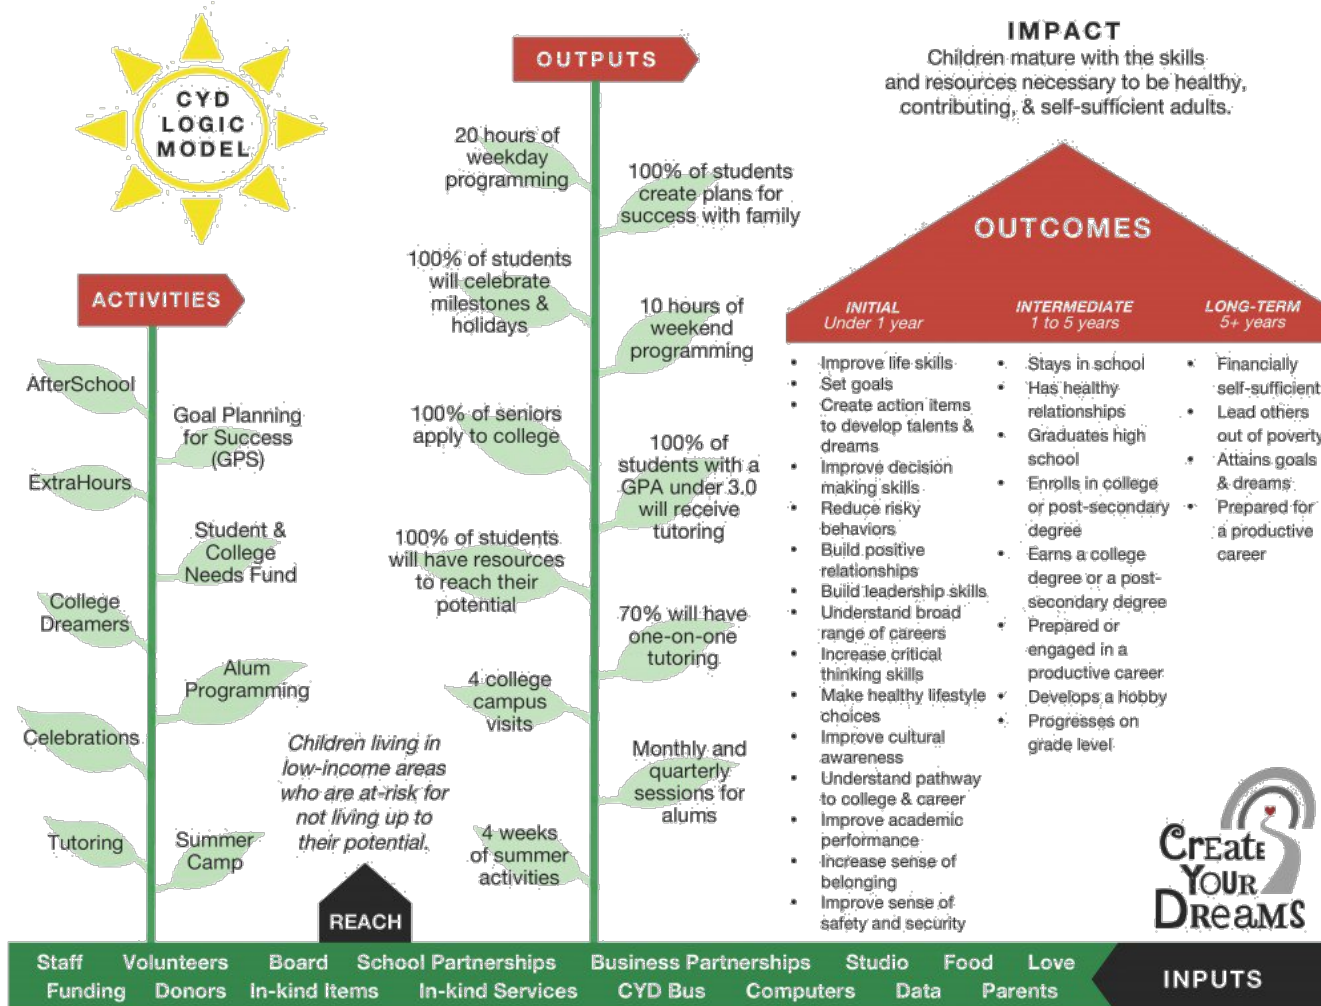 CYD
LOGIC
MODEL
ACTIVITIES
AfterSchool
Goal Planning
for Success
(GPS)
ExtraHours
Student &
College
Needs Fund
College
Dreamers
Alum
Programming
Celebrations
Tutoring
Summer
Camp
Children living in
low-income areas
who are at-risk for
not living up to
their potential.
REACH
OUTPUTS
20 hours of
weekday
programming
100% of students
create plans for
success with family
100% of students
will celebrate
milestones &
holidays
10 hours of
weekend
programming
100% of seniors
apply to college
100% of
students with a
GPA under 3.0
will receive
tutoring
100% of students
will have resources
to reach their
potential
70% will have
one-on-one
tutoring
4 college
campus
visits
Monthly and
quarterly
sessions for
alums
4 weeks
of summer
activities
IMPACT
Children mature with the skills
and resources necessary to be healthy,
contributing, & self-sufficient adults.
OUTCOMES
INITIAL
Under 1 year
• Improve life skills
• Set goals
• Create action items
to develop talents &
dreams
• Improve decision
making skills
• Reduce risky
behaviors
• Build positive
relationships
• Build leadership skills
• Understand broad
range of careers
• Increase critical
thinking skills
• Make healthy lifestyle
choices
• Improve cultural
awareness
• Understand pathway
to college & career
• Improve academic
performance
• Increase sense of
belonging
• Improve sense of
safety and security
INTERMEDIATE
1 to 5 years
• Stays in school
• Has healthy
relationships
• Graduates high
school
• Enrolls in college
or post-secondary
degree
• Earns a college
degree or a post-
secondary degree
• Prepared or
engaged in a
productive career
• Develops a hobby
• Progresses on
grade level
LONG-TERM
5+ years
• Financially
self-sufficient
• Lead others
out of poverty
• Attains goals
& dreams
• Prepared for
a productive
career
CrEatE
YOUR
DReaMS
Staff Volunteers Board School Partnerships Business Partnerships Studio Food Love
Funding Donors In-kind Items In-kind Services CYD Bus Computers Data Parents
INPUTS